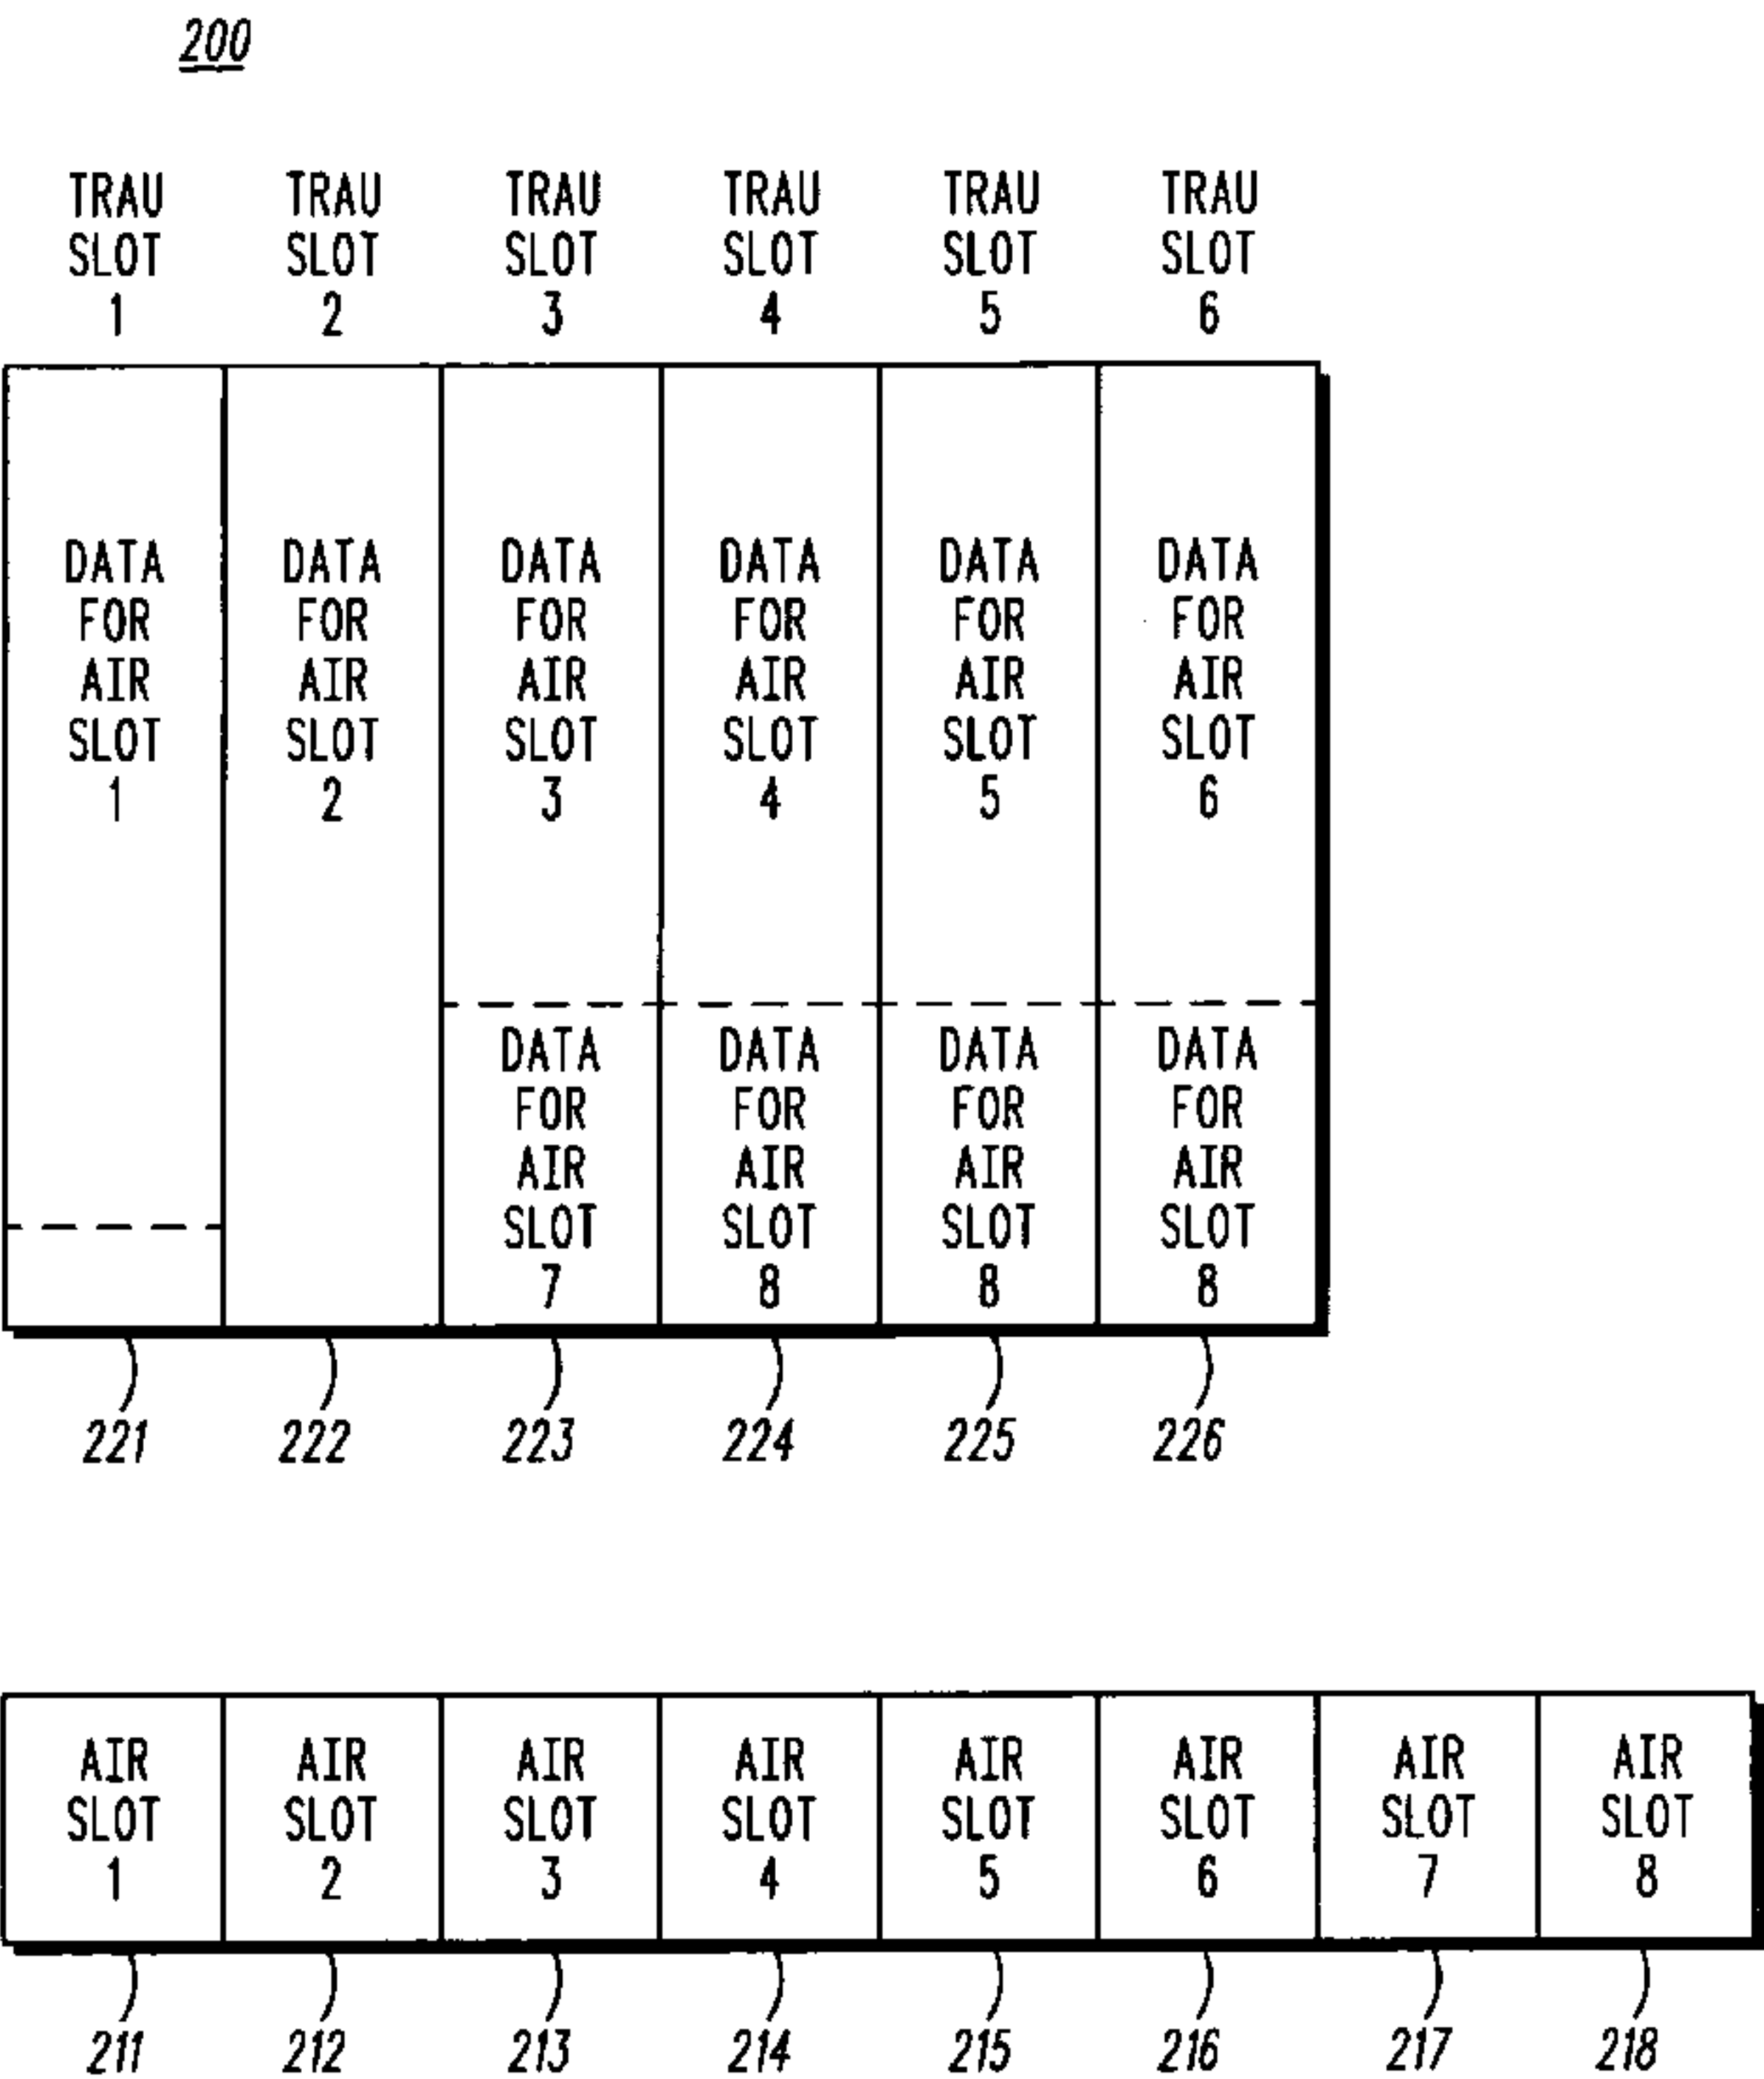 200
TRAU SLOT 1
TRAU SLOT 2
TRAU SLOT 3
TRAU SLOT 4
TRAU SLOT 5
TRAU SLOT 6
DATA FOR AIR SLOT 1
DATA FOR AIR SLOT 2
DATA FOR AIR SLOT 3
DATA FOR AIR SLOT 4
DATA FOR AIR SLOT 5
DATA FOR AIR SLOT 6
DATA FOR AIR SLOT 7
DATA FOR AIR SLOT 8
DATA FOR AIR SLOT 8
DATA FOR AIR SLOT 8
221 222 223 224 225 226
AIR SLOT 1
AIR SLOT 2
AIR SLOT 3
AIR SLOT 4
AIR SLOT 5
AIR SLOT 6
AIR SLOT 7
AIR SLOT 8
211 212 213 214 215 216 217 218